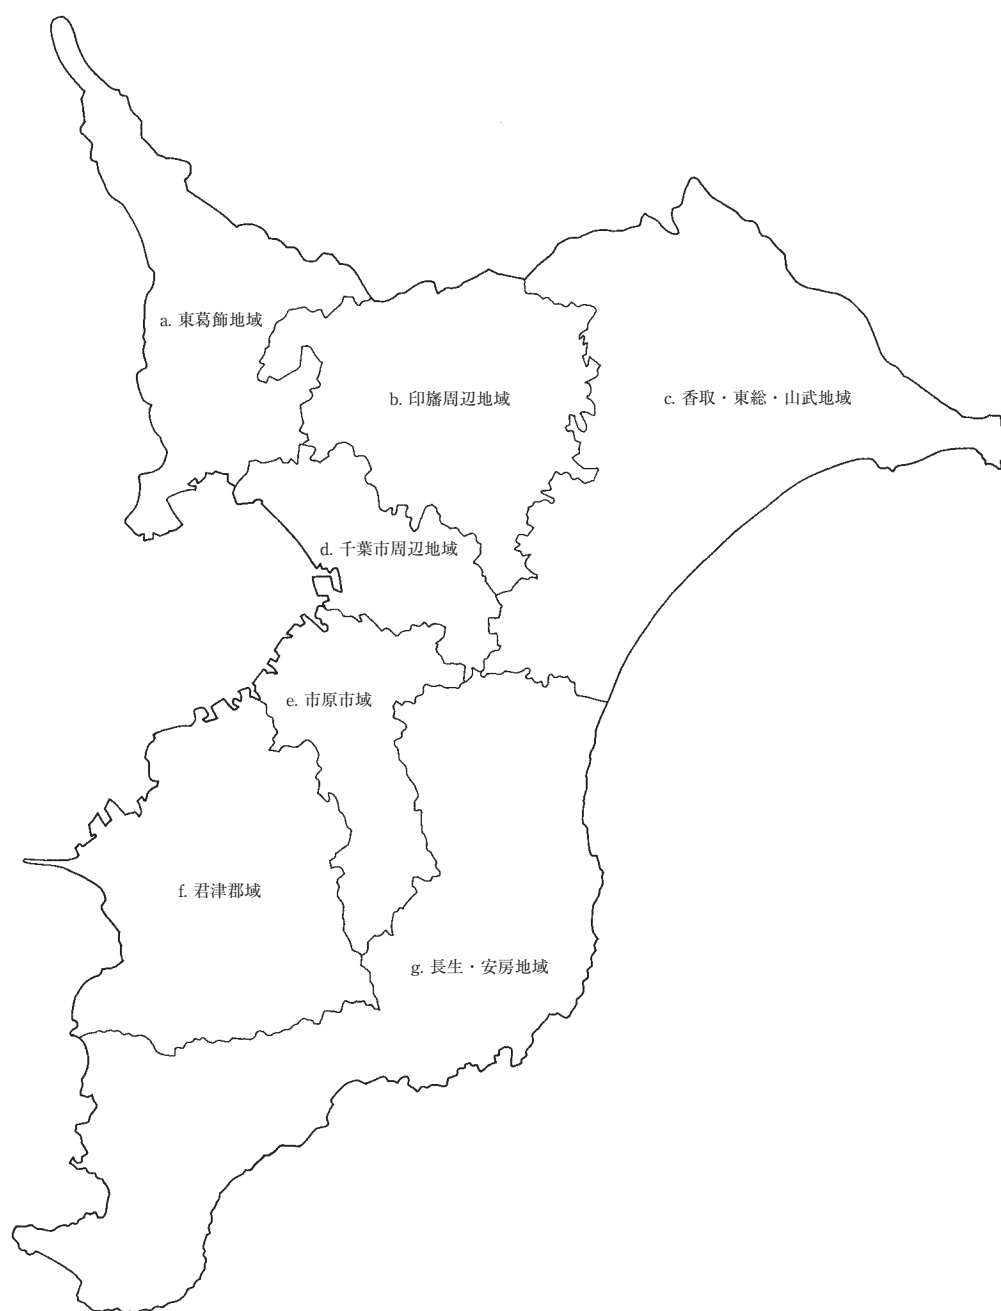 a. 東葛飾地域
b. 印旛周辺地域
c. 香取・東総・山武地域
d. 千葉市周辺地域
e. 市原市域
f. 君津郡域
g. 長生・安房地域